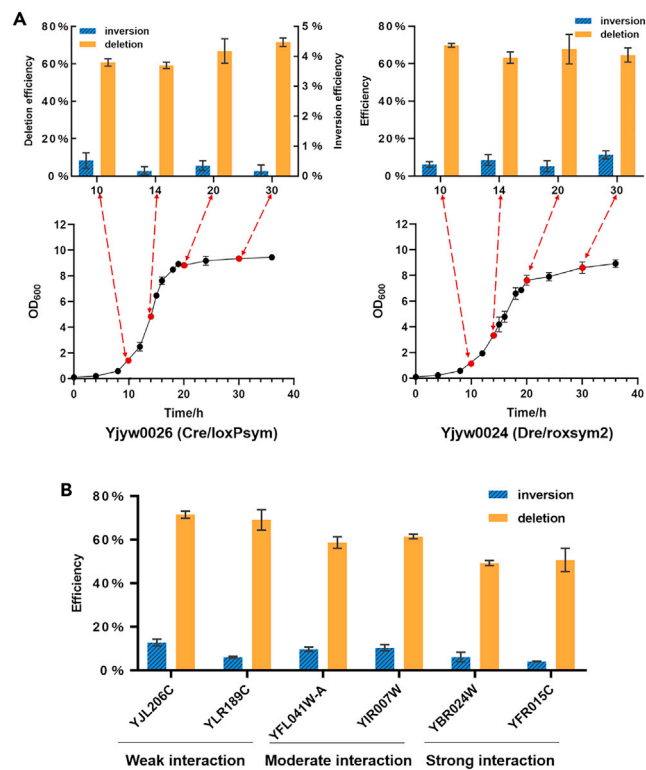 A
inversion
deletion
Deletion efficiency
80 %
60 %
40 %
20 %
0 %
5 %
4 %
3 %
2 %
1 %
0 %
Inversion efficiency
10 14 20 30
inversion
deletion
Efficiency
80 %
60 %
40 %
20 %
0 %
10 14 20 30
OD600
12
10
8
6
4
2
0
0 10 20 30 40
Time/h
Yjyw0026 (Cre/loxPsym)
OD600
12
10
8
6
4
2
0
0 10 20 30 40
Time/h
Yjyw0024 (Dre/roxsym2)
B
inversion
deletion
Efficiency
80 %
60 %
40 %
20 %
0 %
YJL206C
YLR189C
YFL041W-A
YIR007W
YBR024W
YFR015C
Weak interaction Moderate interaction Strong interaction